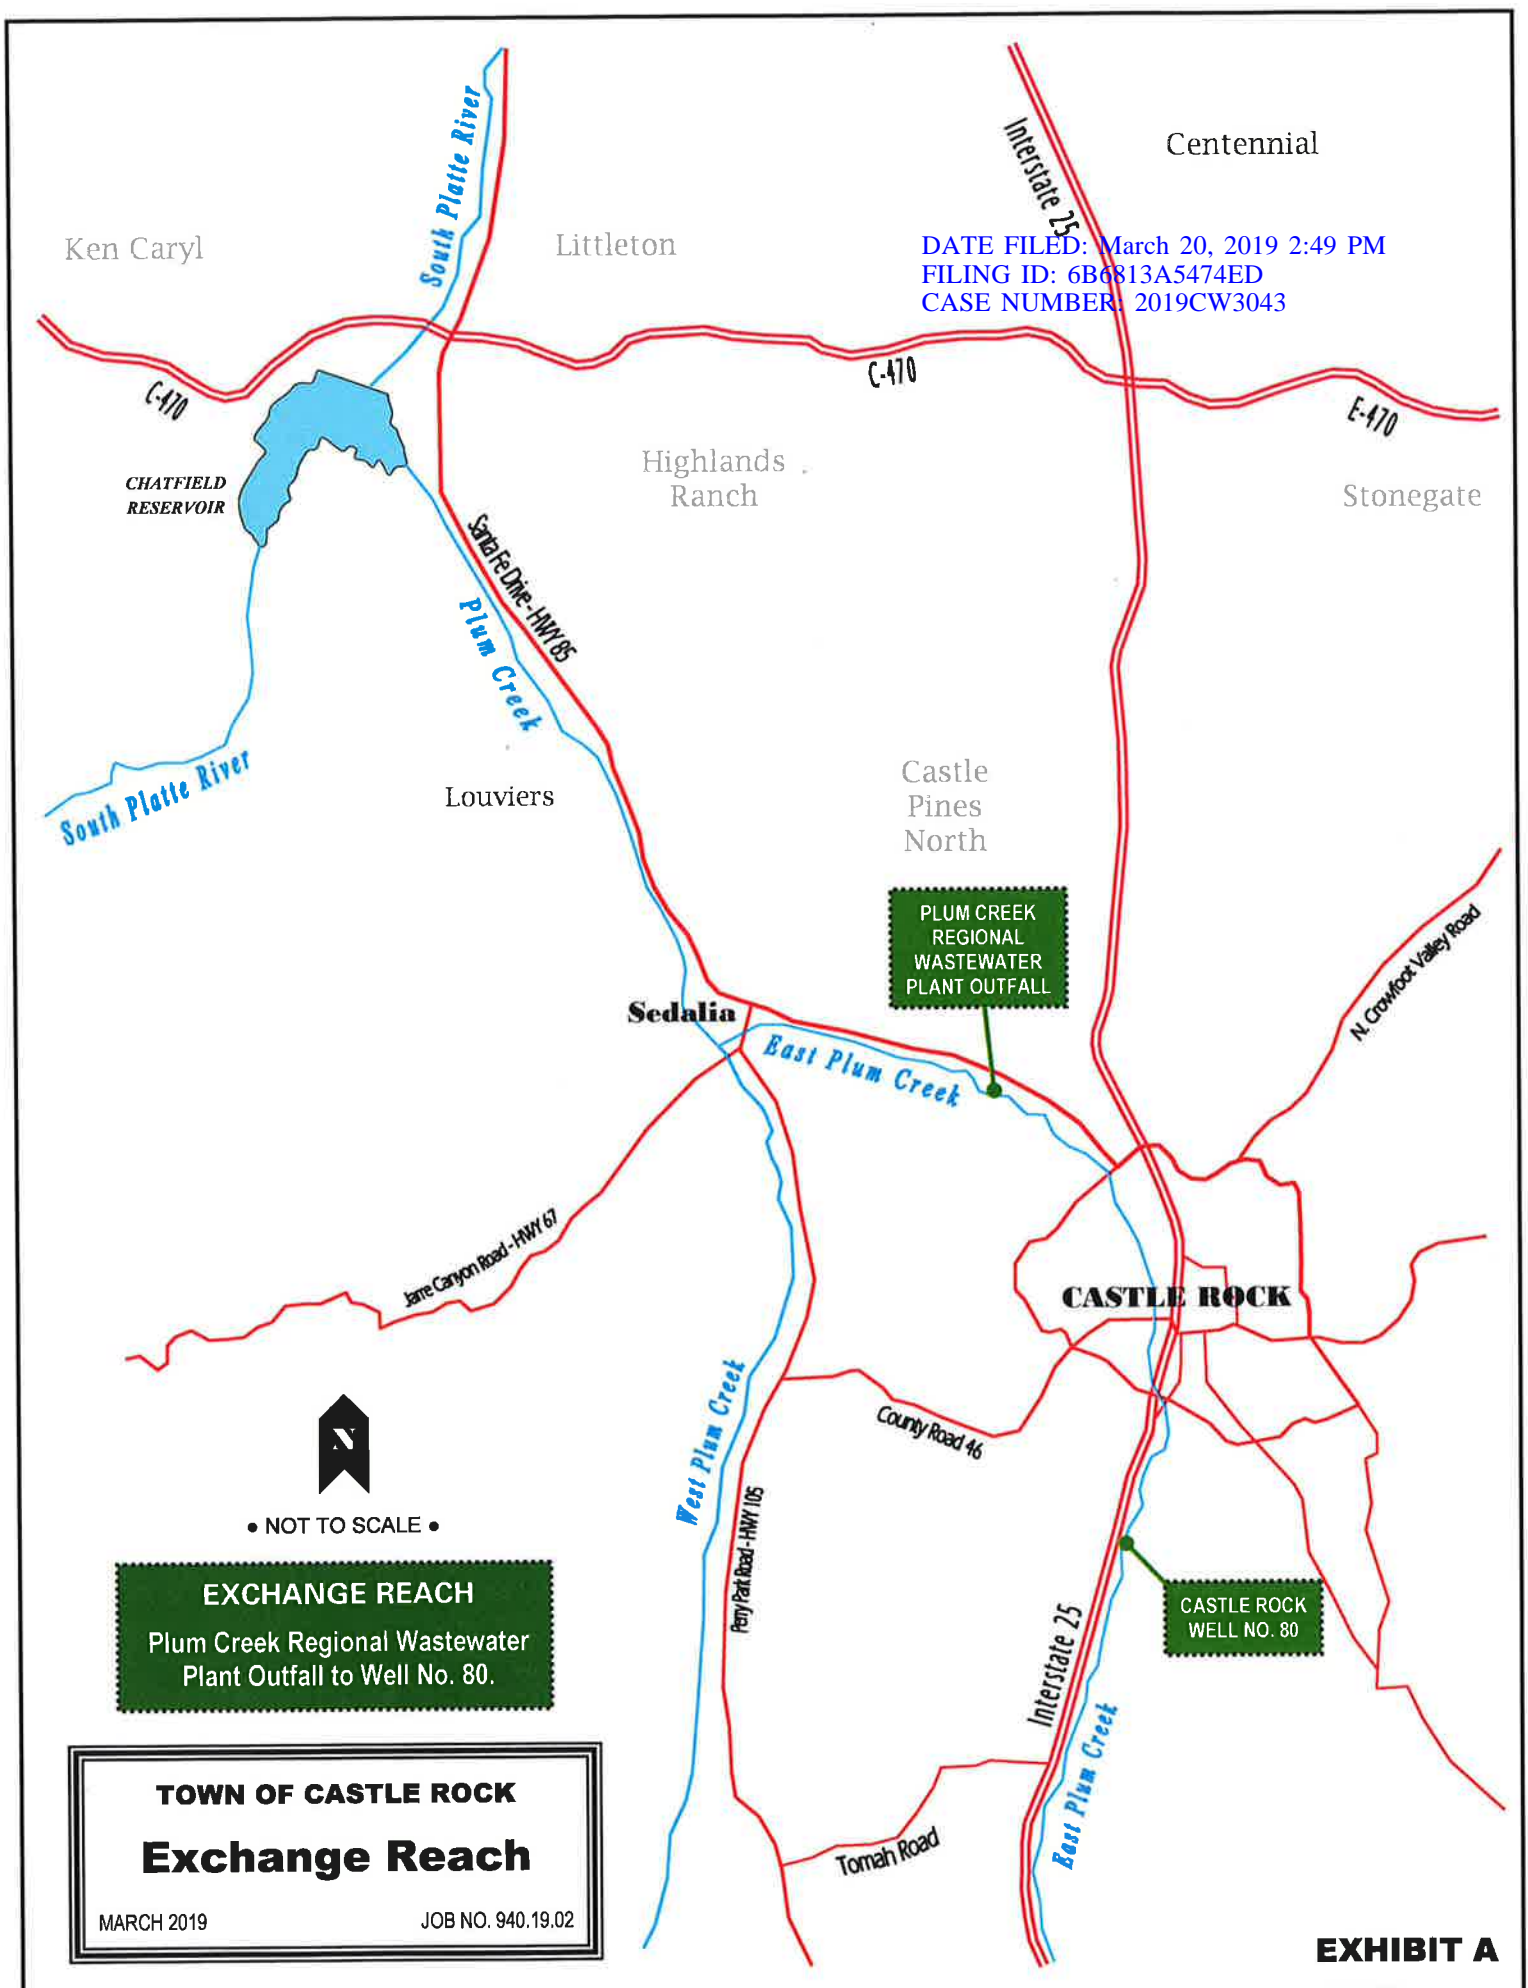 South Platte River
Interstate 25
Centennial
Ken Caryl
Littleton
DATE FILED: March 20, 2019 2:49 PM
FILING ID: 6B6813A5474ED
CASE NUMBER: 2019CW3043
C-470
C-470
E-470
CHATFIELD
RESERVOIR
Highlands
Ranch
Stonegate
Santa Fe Drive - HWY 85
Plum Creek
South Platte River
Louviers
Castle
Pines
North
PLUM CREEK
REGIONAL
WASTEWATER
PLANT OUTFALL
N. Crowfoot Valley Road
Sedalia
East Plum Creek
Jarre Canyon Road - HWY 67
CASTLE ROCK
West Plum Creek
County Road 46
Perry Park Road - HWY 105
N
• NOT TO SCALE •
EXCHANGE REACH
Plum Creek Regional Wastewater
Plant Outfall to Well No. 80.
CASTLE ROCK
WELL NO. 80
Interstate 25
East Plum Creek
Tomah Road
TOWN OF CASTLE ROCK
Exchange Reach
MARCH 2019
JOB NO. 940.19.02
EXHIBIT A